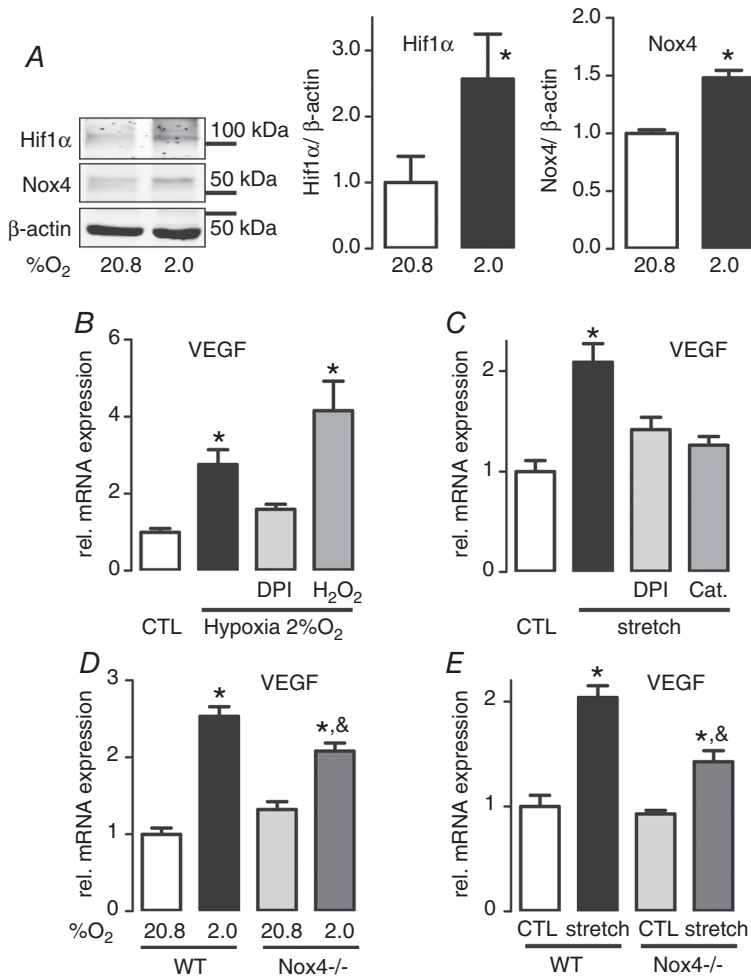 A
Hif1α
Nox4
β-actin
%O2
20.8 2.0
100 kDa
50 kDa
50 kDa
Hif1α
Hif1α/ β-actin
3.0
2.0
1.0
0.0
*
20.8 2.0
Nox4
Nox4/ β-actin
2.0
1.5
1.0
0.5
0.0
*
20.8 2.0
B
VEGF
rel. mRNA expression
6
4
2
0
* *
DPI H2O2
CTL Hypoxia 2%O2
C
VEGF
rel. mRNA expression
2
1
0
*
DPI Cat.
CTL stretch
D
VEGF
rel. mRNA expression
3
2
1
0
* *,&
%O2 20.8 2.0 20.8 2.0
WT Nox4-/-
E
VEGF
rel. mRNA expression
2
1
0
* *,&
CTL stretch CTL stretch
WT Nox4-/-